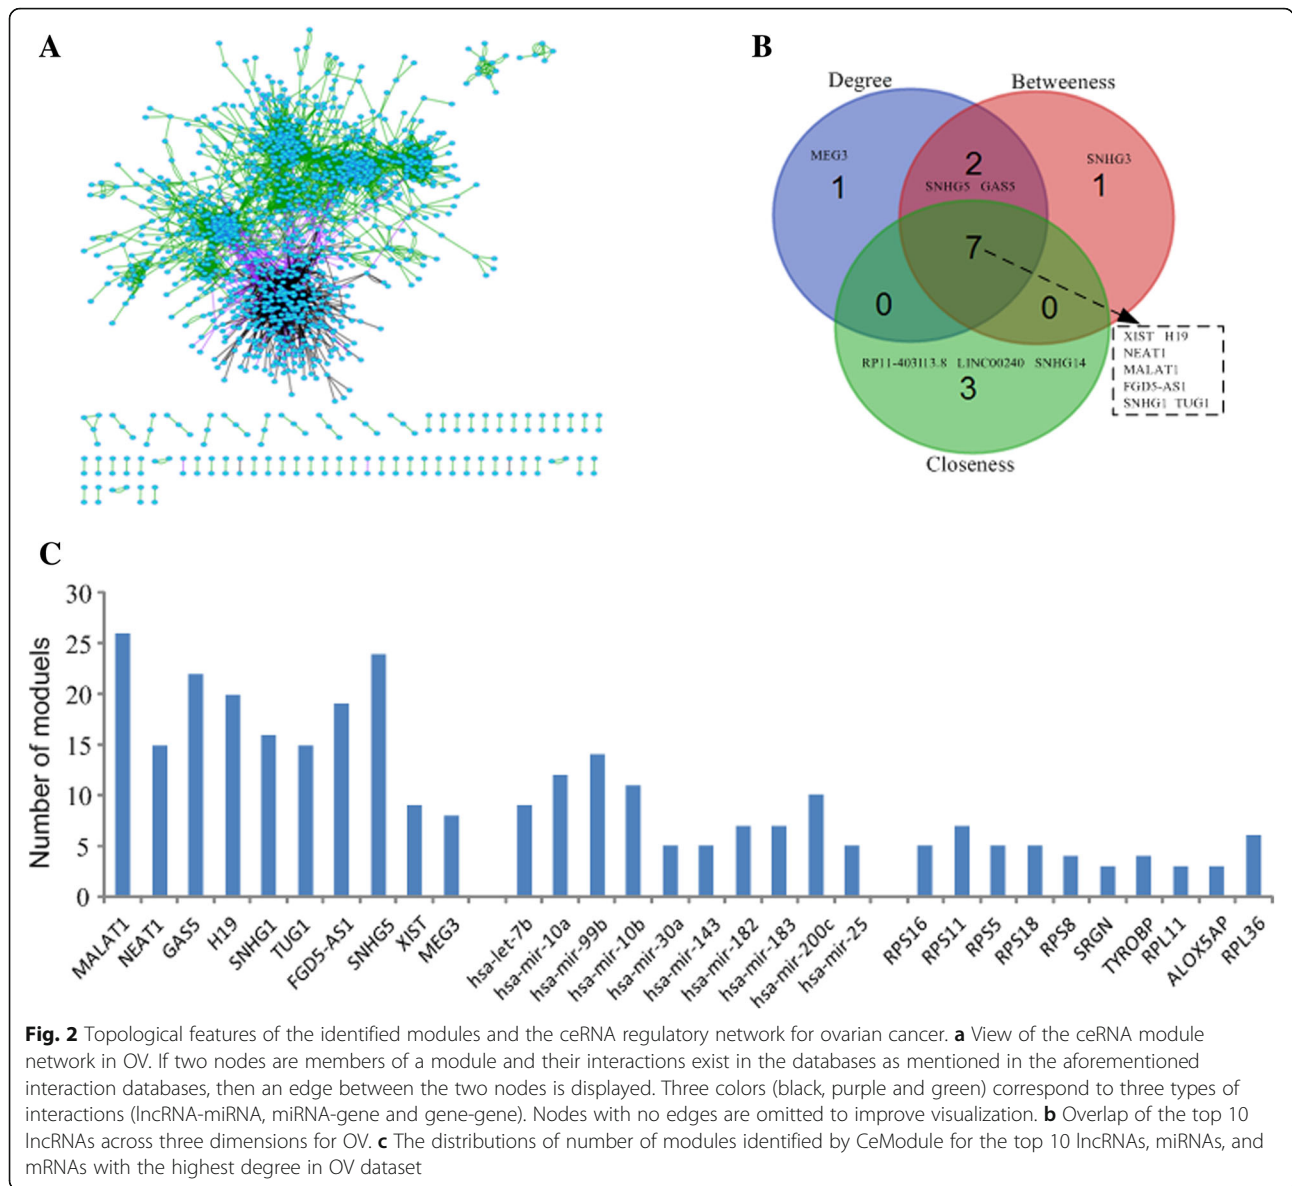 A
B
Degree
Betweeness
MEG3
1
2
SNHG5 GAS5
SNHG3
1
7
0
0
XIST H19
NEAT1
MALAT1
FGD5-AS1
SNHG1 TUG1
RP11-403I13.8 LINC00240 SNHG14
3
Closeness
C
Number of moduels
30
25
20
15
10
5
0
MALAT1
NEAT1
GAS5
H19
SNHG1
TUG1
FGD5-AS1
SNHG5
XIST
MEG3
hsa-let-7b
hsa-mir-10a
hsa-mir-99b
hsa-mir-10b
hsa-mir-30a
hsa-mir-143
hsa-mir-182
hsa-mir-183
hsa-mir-200c
hsa-mir-25
RPS16
RPS11
RPS5
RPS18
RPS8
SRGN
TYROBP
RPL11
ALOX5AP
RPL36
Fig. 2 Topological features of the identified modules and the ceRNA regulatory network for ovarian cancer. a View of the ceRNA module
network in OV. If two nodes are members of a module and their interactions exist in the databases as mentioned in the aforementioned
interaction databases, then an edge between the two nodes is displayed. Three colors (black, purple and green) correspond to three types of
interactions (lncRNA-miRNA, miRNA-gene and gene-gene). Nodes with no edges are omitted to improve visualization. b Overlap of the top 10
lncRNAs across three dimensions for OV. c The distributions of number of modules identified by CeModule for the top 10 lncRNAs, miRNAs, and
mRNAs with the highest degree in OV dataset